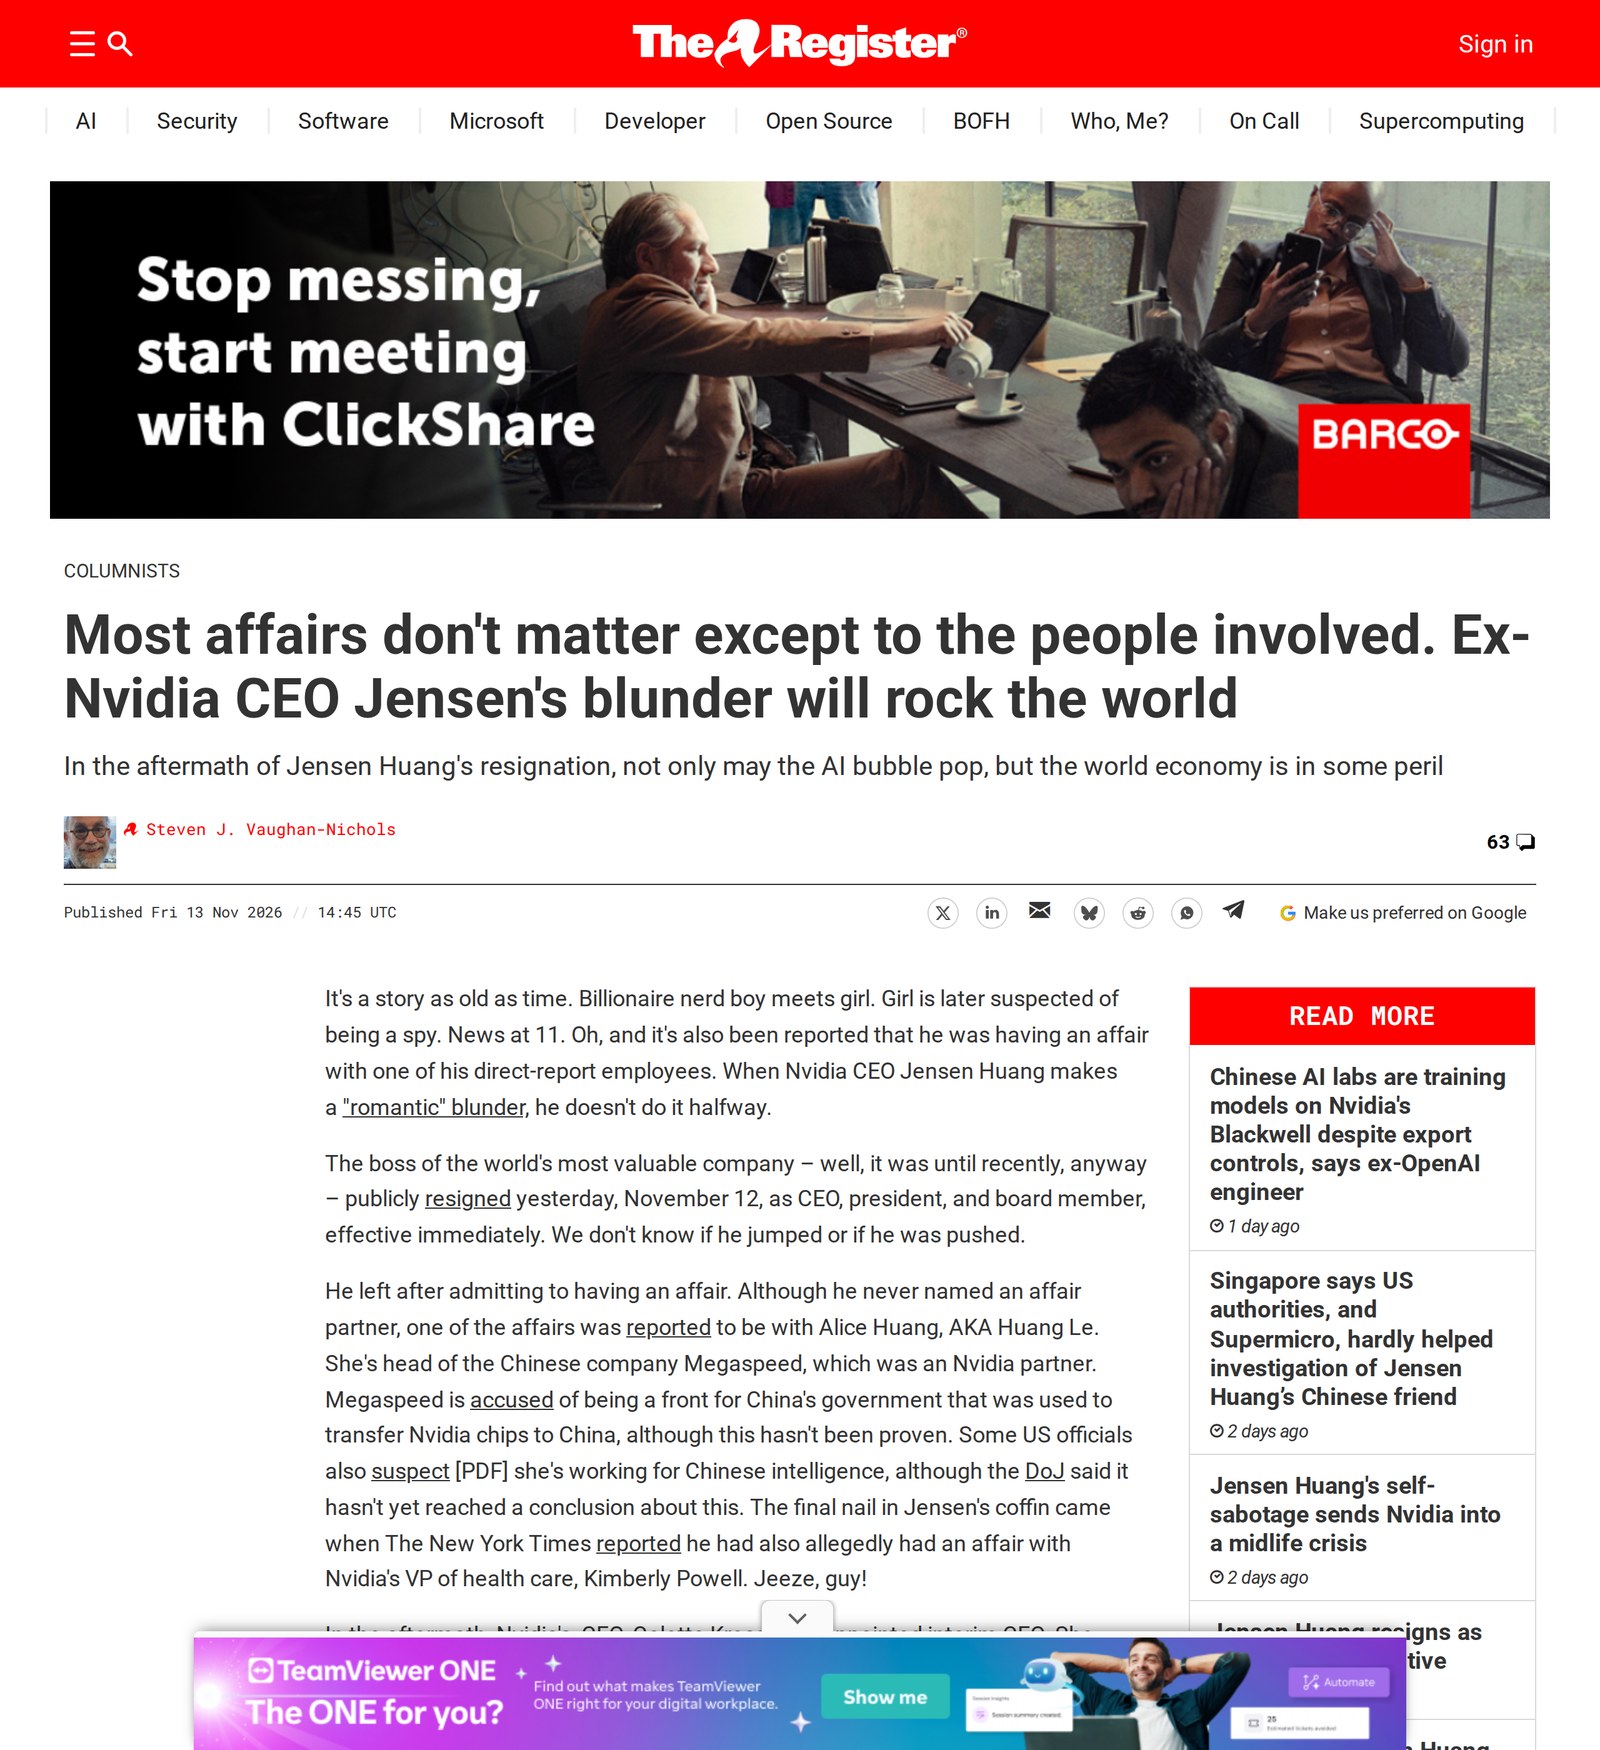 The Register®
Sign in
AI
Security
Software
Microsoft
Developer
Open Source
BOFH
Who, Me?
On Call
Supercomputing
Stop messing,
start meeting
with ClickShare
BARCO
COLUMNISTS
Most affairs don't matter except to the people involved. Ex-
Nvidia CEO Jensen's blunder will rock the world
In the aftermath of Jensen Huang's resignation, not only may the AI bubble pop, but the world economy is in some peril
Steven J. Vaughan-Nichols
63
Published Fri 13 Nov 2026 // 14:45 UTC
Make us preferred on Google
It's a story as old as time. Billionaire nerd boy meets girl. Girl is later suspected of
being a spy. News at 11. Oh, and it's also been reported that he was having an affair
with one of his direct-report employees. When Nvidia CEO Jensen Huang makes
a "romantic" blunder, he doesn't do it halfway.
The boss of the world's most valuable company – well, it was until recently, anyway
– publicly resigned yesterday, November 12, as CEO, president, and board member,
effective immediately. We don't know if he jumped or if he was pushed.
He left after admitting to having an affair. Although he never named an affair
partner, one of the affairs was reported to be with Alice Huang, AKA Huang Le.
She's head of the Chinese company Megaspeed, which was an Nvidia partner.
Megaspeed is accused of being a front for China's government that was used to
transfer Nvidia chips to China, although this hasn't been proven. Some US officials
also suspect [PDF] she's working for Chinese intelligence, although the DoJ said it
hasn't yet reached a conclusion about this. The final nail in Jensen's coffin came
when The New York Times reported he had also allegedly had an affair with
Nvidia's VP of health care, Kimberly Powell. Jeeze, guy!
READ MORE
Chinese AI labs are training
models on Nvidia's
Blackwell despite export
controls, says ex-OpenAI
engineer
1 day ago
Singapore says US
authorities, and
Supermicro, hardly helped
investigation of Jensen
Huang’s Chinese friend
2 days ago
Jensen Huang's self-
sabotage sends Nvidia into
a midlife crisis
2 days ago
Jensen Huang resigns as
TeamViewer ONE
The ONE for you?
Find out what makes TeamViewer
ONE right for your digital workplace.
Show me
Session insights
Session summary created.
Automate
25
Estimated tickets avoided